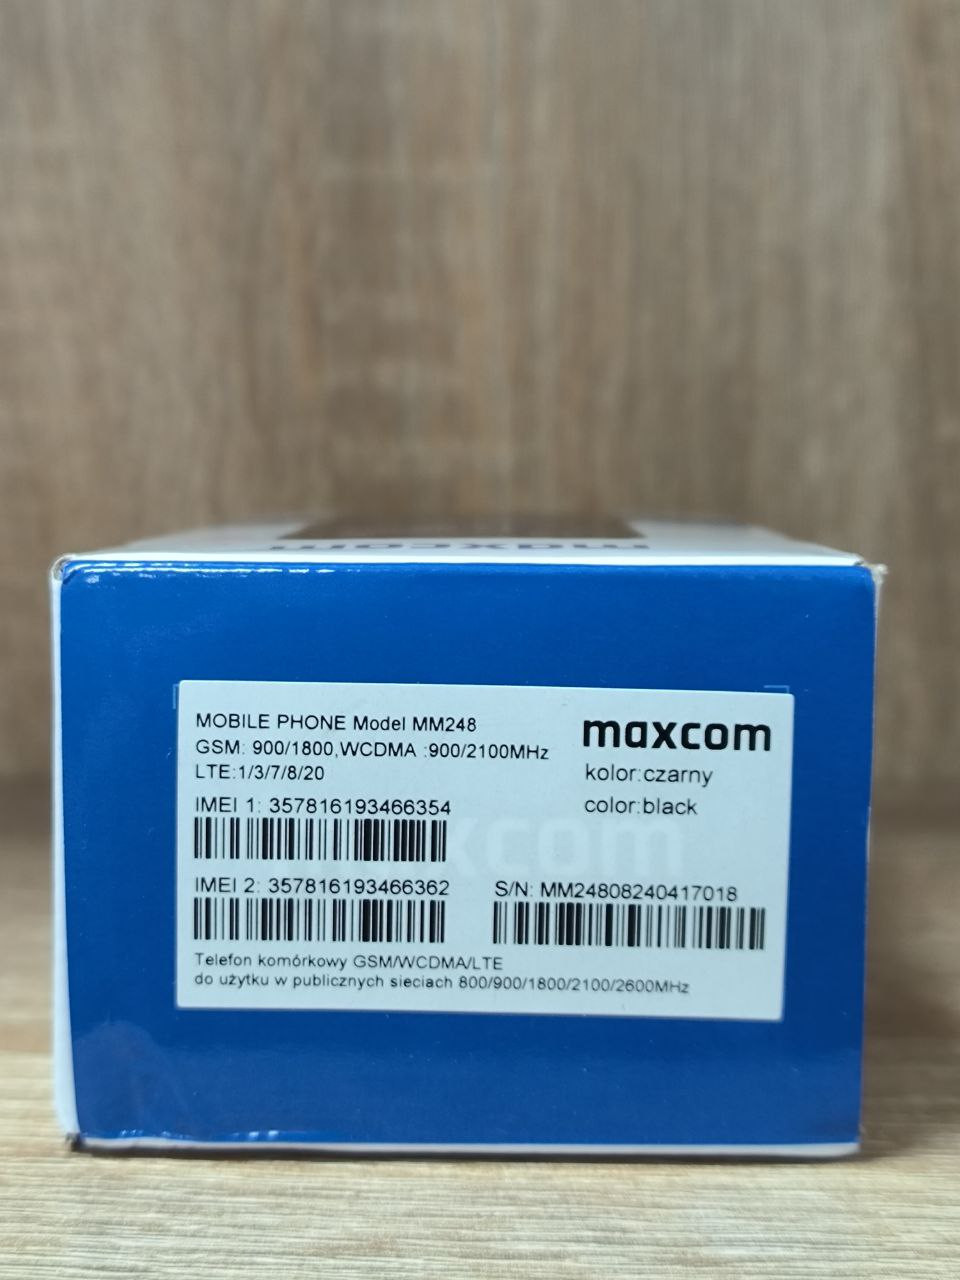 maxcom
MOBILE PHONE Model MM248
GSM: 900/1800,WCDMA :900/2100MHz
LTE:1/3/7/8/20
maxcom
kolor:czarny
color:black
IMEI 1: 357816193466354
IMEI 2: 357816193466362
S/N: MM24808240417018
Telefon komórkowy GSM/WCDMA/LTE
do użytku w publicznych sieciach 800/900/1800/2100/2600MHz